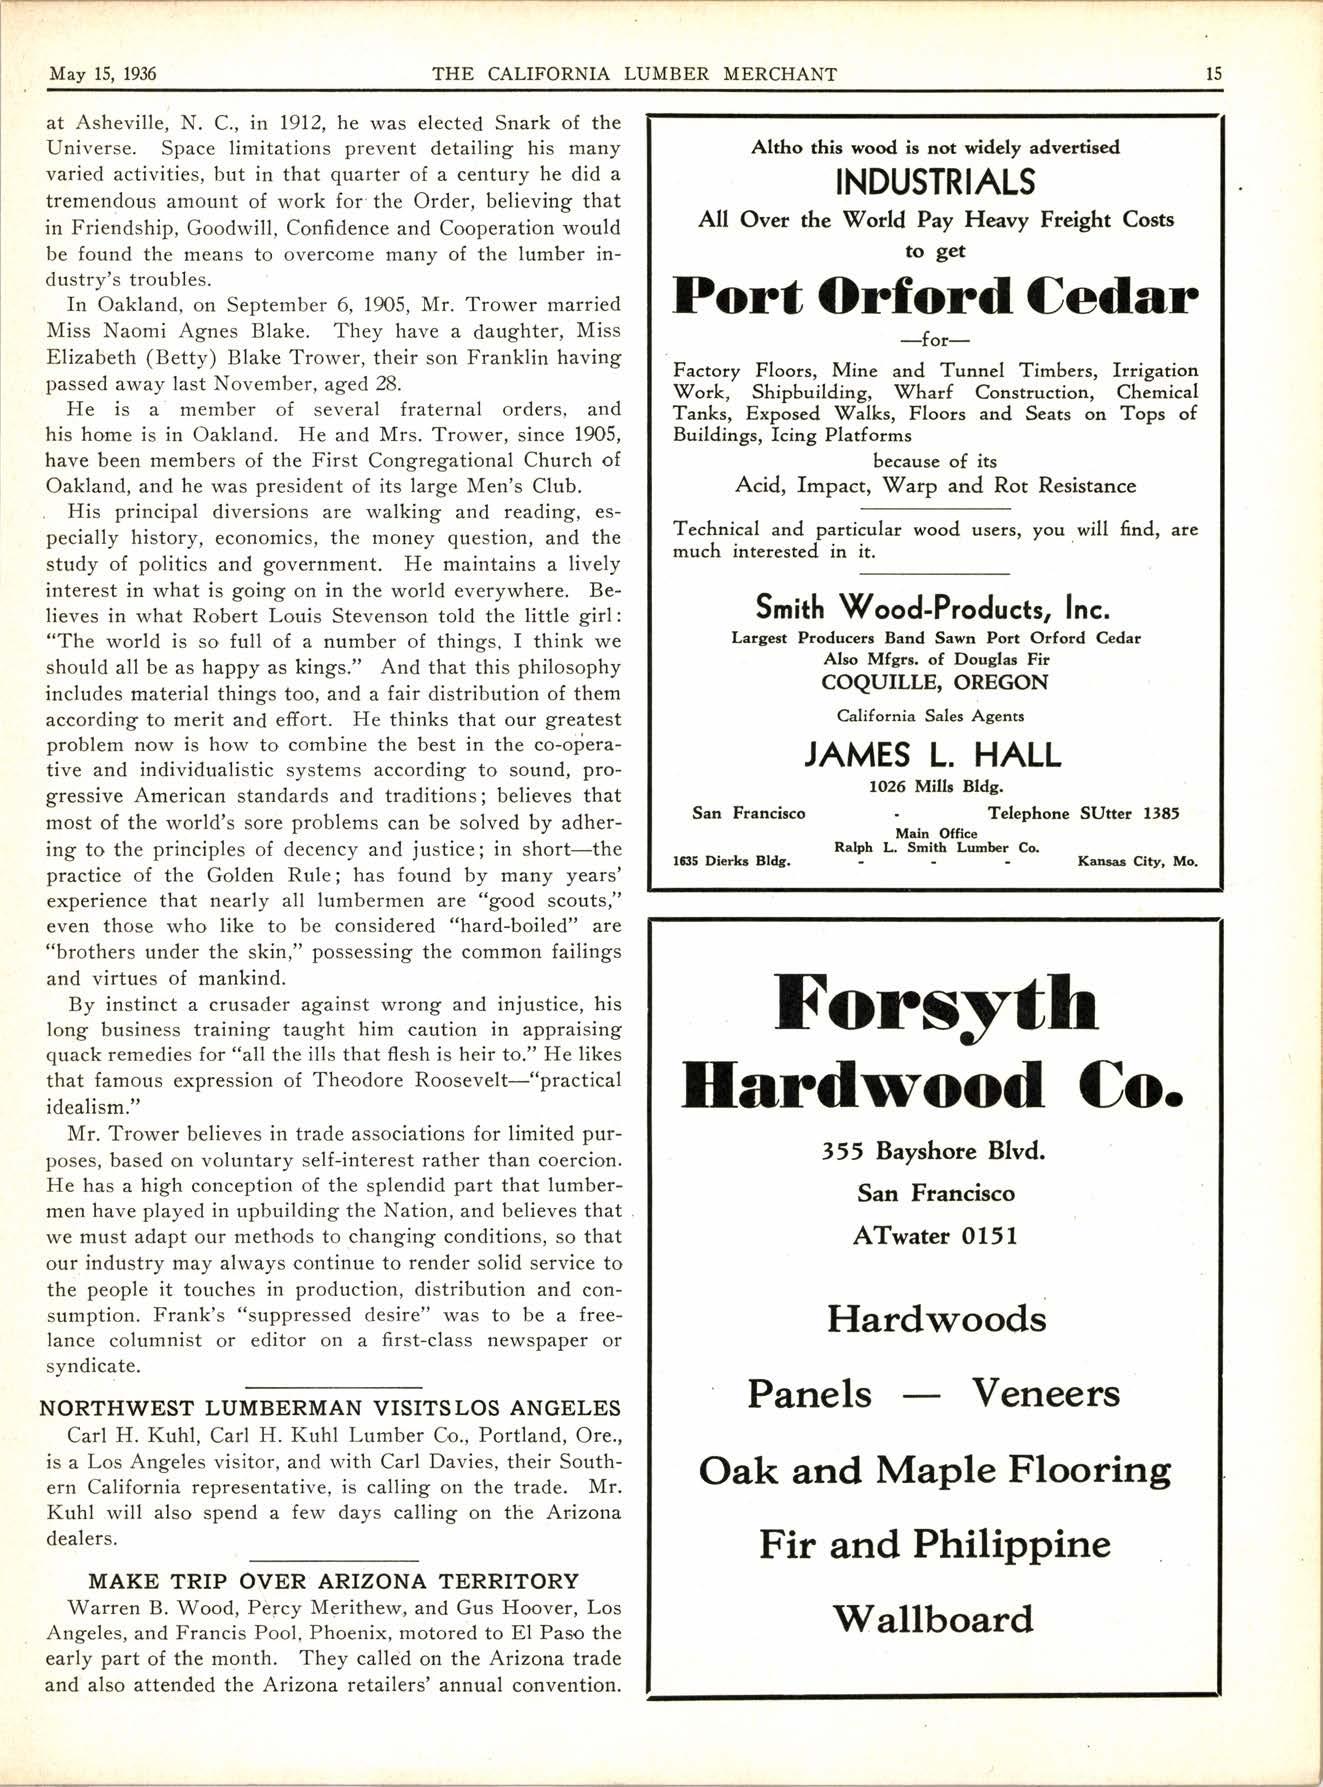 May 15, 1936 THE CALIFORNIA LUMBER MERCHANT 15
at Asheville, N. C., in 1912, he was elected Snark of the
Universe. Space limitations prevent detailing his many
varied activities, but in that quarter of a century he did a
tremendous amount of work for the Order, believing that
in Friendship, Goodwill, Confidence and Cooperation would
be found the means to overcome many of the lumber in-
dustry's troubles.
In Oakland, on September 6, 1905, Mr. Trower married
Miss Naomi Agnes Blake. They have a daughter, Miss
Elizabeth (Betty) Blake Trower, their son Franklin having
passed away last November, aged 28.
He is a member of several fraternal orders, and
his home is in Oakland. He and Mrs. Trower, since 1905,
have been members of the First Congregational Church of
Oakland, and he was president of its large Men's Club.
His principal diversions are walking and reading, es-
pecially history, economics, the money question, and the
study of politics and government. He maintains a lively
interest in what is going on in the world everywhere. Be-
lieves in what Robert Louis Stevenson told the little girl:
"The world is so full of a number of things, I think we
should all be as happy as kings." And that this philosophy
includes material things too, and a fair distribution of them
according to merit and effort. He thinks that our greatest
problem now is how to combine the best in the co-opera-
tive and individualistic systems according to sound, pro-
gressive American standards and traditions; believes that
most of the world's sore problems can be solved by adher-
ing to the principles of decency and justice; in short—the
practice of the Golden Rule; has found by many years'
experience that nearly all lumbermen are "good scouts,"
even those who like to be considered "hard-boiled" are
"brothers under the skin," possessing the common failings
and virtues of mankind.
By instinct a crusader against wrong and injustice, his
long business training taught him caution in appraising
quack remedies for "all the ills that flesh is heir to." He likes
that famous expression of Theodore Roosevelt—"practical
idealism."
Mr. Trower believes in trade associations for limited pur-
poses, based on voluntary self-interest rather than coercion.
He has a high conception of the splendid part that lumber-
men have played in upbuilding the Nation, and believes that
we must adapt our methods to changing conditions, so that
our industry may always continue to render solid service to
the people it touches in production, distribution and con-
sumption. Frank's "suppressed desire" was to be a free-
lance columnist or editor on a first-class newspaper or
syndicate.
NORTHWEST LUMBERMAN VISITS LOS ANGELES
Carl H. Kuhl, Carl H. Kuhl Lumber Co., Portland, Ore.,
is a Los Angeles visitor, and with Carl Davies, their South-
ern California representative, is calling on the trade. Mr.
Kuhl will also spend a few days calling on the Arizona
dealers.
MAKE TRIP OVER ARIZONA TERRITORY
Warren B. Wood, Percy Merithew, and Gus Hoover, Los
Angeles, and Francis Pool, Phoenix, motored to El Paso the
early part of the month. They called on the Arizona trade
and also attended the Arizona retailers' annual convention.
Altho this wood is not widely advertised
INDUSTRIALS
All Over the World Pay Heavy Freight Costs
to get
Port Orford Cedar
—for—
Factory Floors, Mine and Tunnel Timbers, Irrigation
Work, Shipbuilding, Wharf Construction, Chemical
Tanks, Exposed Walks, Floors and Seats on Tops of
Buildings, Icing Platforms
because of its
Acid, Impact, Warp and Rot Resistance
Technical and particular wood users, you will find, are
much interested in it.
Smith Wood-Products, Inc.
Largest Producers Band Sawn Port Orford Cedar
Also Mfgrs. of Douglas Fir
COQUILLE, OREGON
California Sales Agents
JAMES L. HALL
1026 Mills Bldg.
San Francisco - Telephone SUtter 1385
Main Office
Ralph L. Smith Lumber Co.
1635 Dierks Bldg. - - - Kansas City, Mo.
Forsyth
Hardwood Co.
355 Bayshore Blvd.
San Francisco
ATwater 0151
Hardwoods
Panels — Veneers
Oak and Maple Flooring
Fir and Philippine
Wallboard